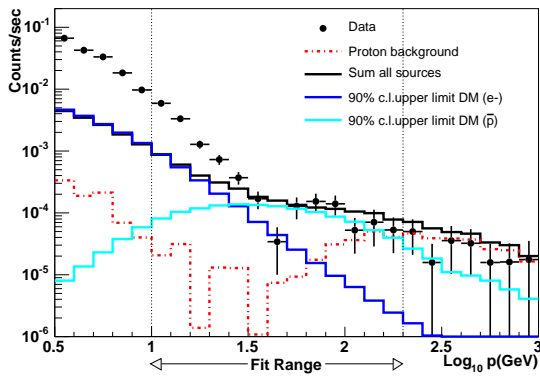 Counts/sec
10⁻¹
10⁻²
10⁻³
10⁻⁴
10⁻⁵
10⁻⁶
Data
Proton background
Sum all sources
90% c.l.upper limit DM (e-)
90% c.l.upper limit DM (p̅)
0.5 1 1.5 2 2.5 3
Log₁₀ p(GeV)
Fit Range